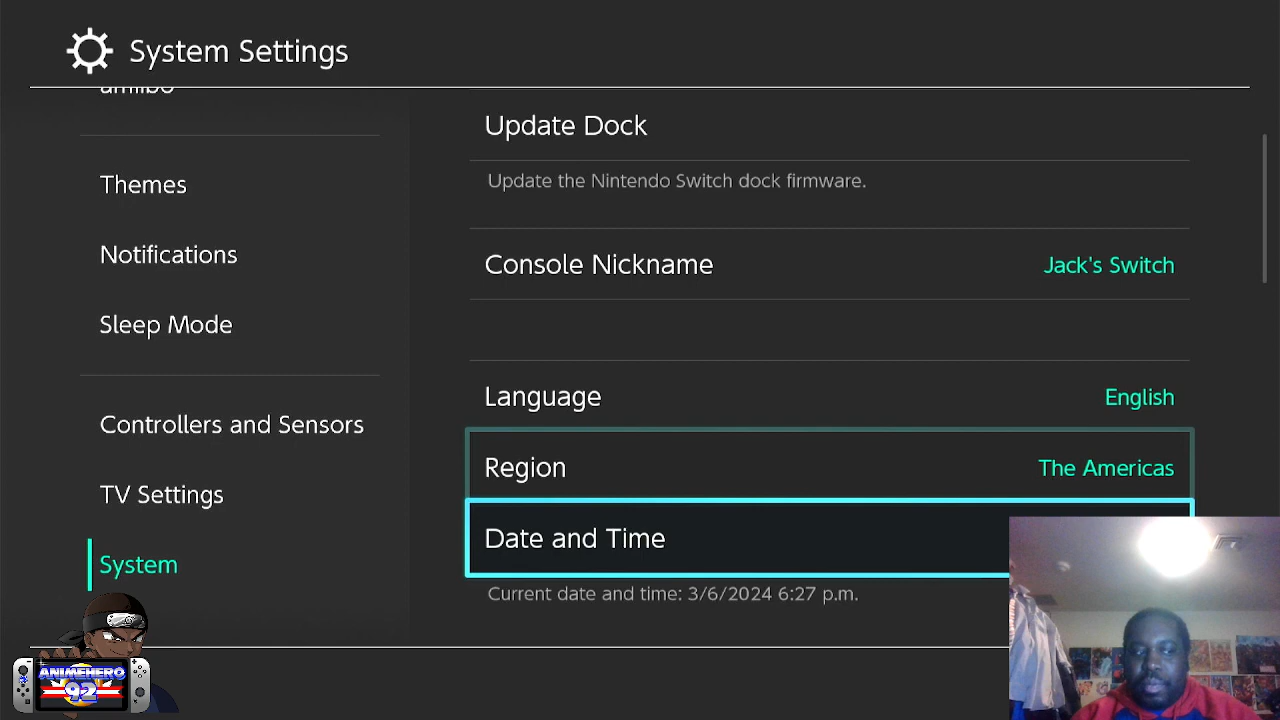 System Settings
amiibo
Themes
Notifications
Sleep Mode
Controllers and Sensors
TV Settings
System
Update Dock
Update the Nintendo Switch dock firmware.
Console Nickname Jack's Switch
Language English
Region The Americas
Date and Time
Current date and time: 3/6/2024 6:27 p.m.
ANIMEHERO
92